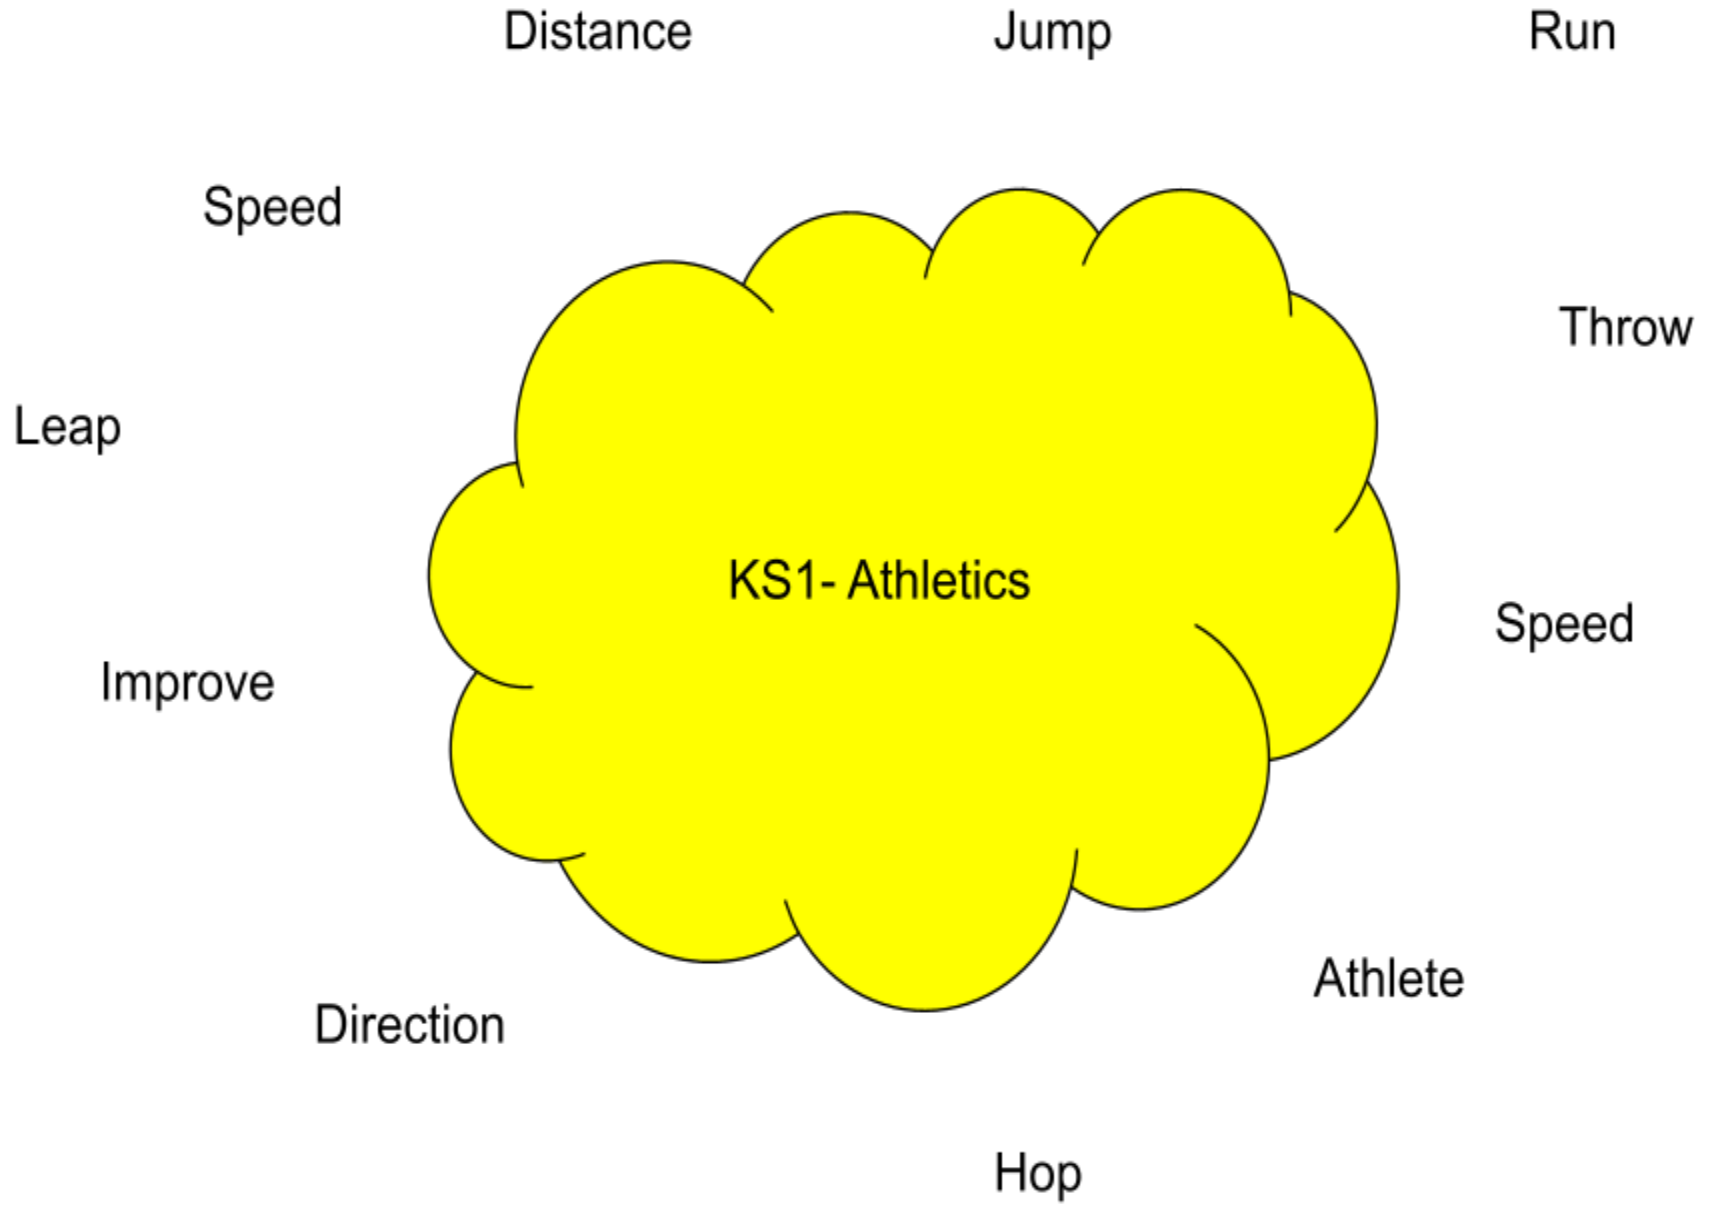 Distance
Jump
Run
Speed
Throw
Leap
KS1- Athletics
Speed
Improve
Athlete
Direction
Hop